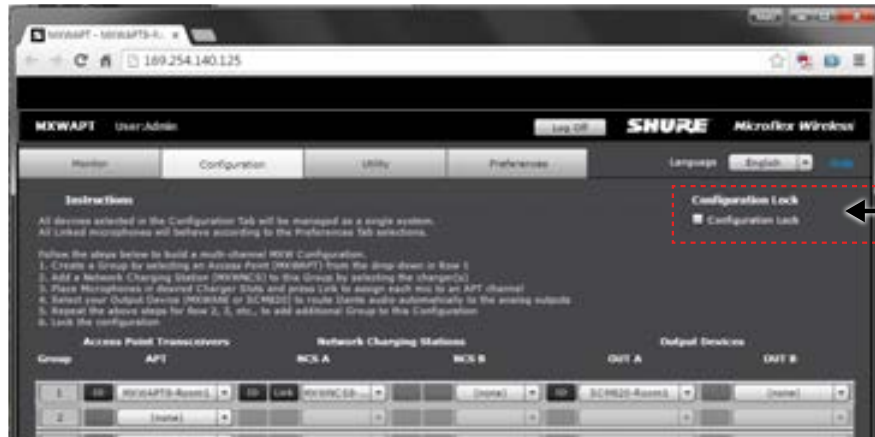 169.254.140.125
MXWAPT User:Admin Log Off SHURE Microflex Wireless
Monitor Configuration Utility Preferences Language English Help
Instructions
Configuration Lock
Configuration Lock
All devices selected in the Configuration Tab will be managed as a single system.
All Linked microphones will behave according to the Preferences Tab selections.
Follow the steps below to build a multi-channel MXW Configuration.
1. Create a Group by selecting an Access Point (MXWAPT) from the drop down in Row 1
2. Add a Network Charging Station (MXWNCS) to this Group by selecting the charger(s)
3. Place Microphones in desired Charger Slots and press Link to assign each mic to an APT channel
4. Select your Output Device (MXWANI or SCM820) to route Dante audio automatically to the analog outputs
5. Repeat the above steps for Row 2, 3, etc., to add additional Group to this Configuration
6. Lock the configuration
Access Point Transceivers Network Charging Stations Output Devices
Group APT NCS A NCS B OUT A OUT B
1 ID MXWAPT8-Room1 ID Link MXWNCS8-... (none) ID SCM820-Room1 (none)
2 (none)